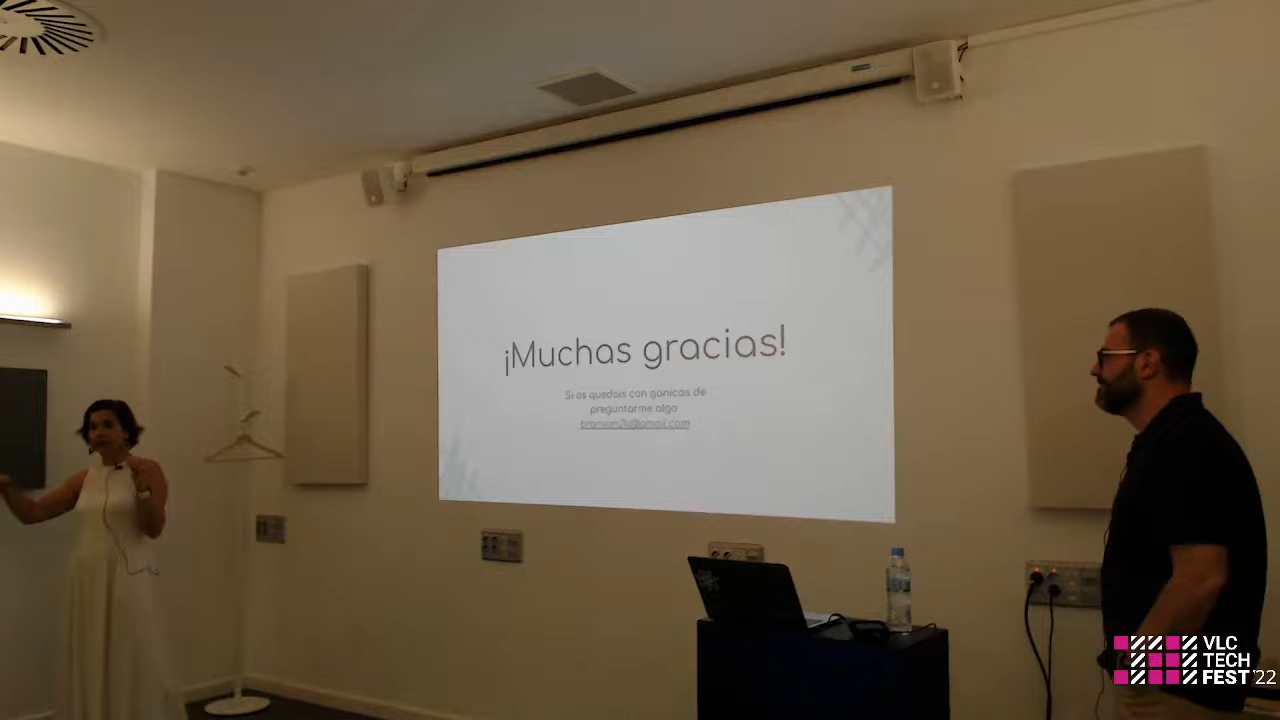 ¡Muchas gracias!
Si os quedais con ganicas de
preguntarme algo
VLC
TECH
FEST'22